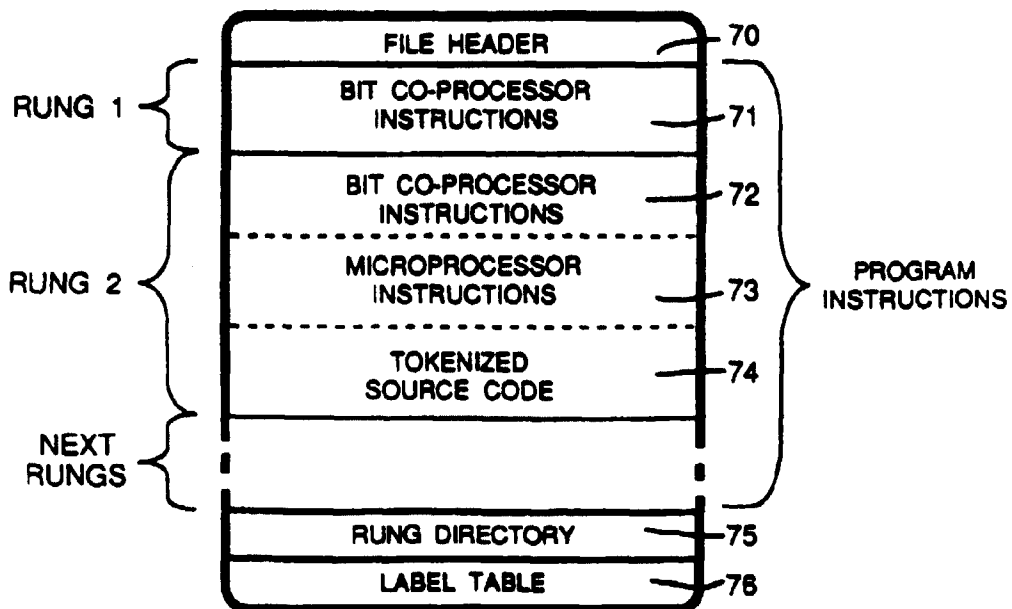 FILE HEADER
70
RUNG 1
BIT CO-PROCESSOR
INSTRUCTIONS
71
BIT CO-PROCESSOR
INSTRUCTIONS
72
RUNG 2
MICROPROCESSOR
INSTRUCTIONS
73
PROGRAM
INSTRUCTIONS
TOKENIZED
SOURCE CODE
74
NEXT
RUNGS
RUNG DIRECTORY
75
LABEL TABLE
76